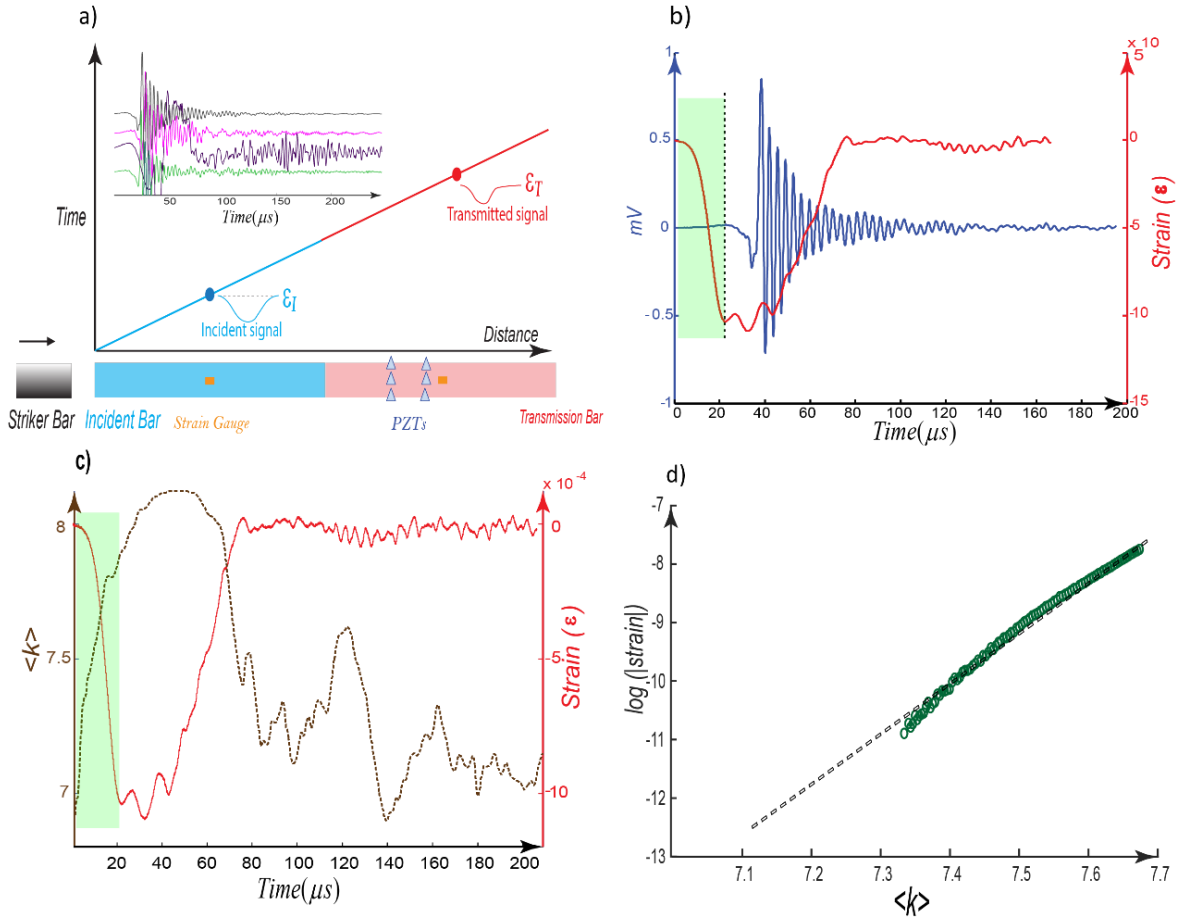 a)
Time
50 100 150 200
Time(µs)
εT
Transmitted signal
εI
Incident signal
Distance
Striker Bar Incident Bar Strain Gauge PZTs Transmission Bar
b)
x 10
1 5
0.5 0
mV
0 -5
Strain (ε)
-0.5 -10
-1 -15
0 20 40 60 80 100 120 140 160 180 200
Time(µs)
c)
x 10⁻⁴
8 0
<k>
7.5 -5
Strain (ε)
7 -10
20 40 60 80 100 120 140 160 180 200
Time(µs)
d)
-7
-8
-9
log (|strain|)
-10
-11
-12
-13
7.1 7.2 7.3 7.4 7.5 7.6 7.7
<k>